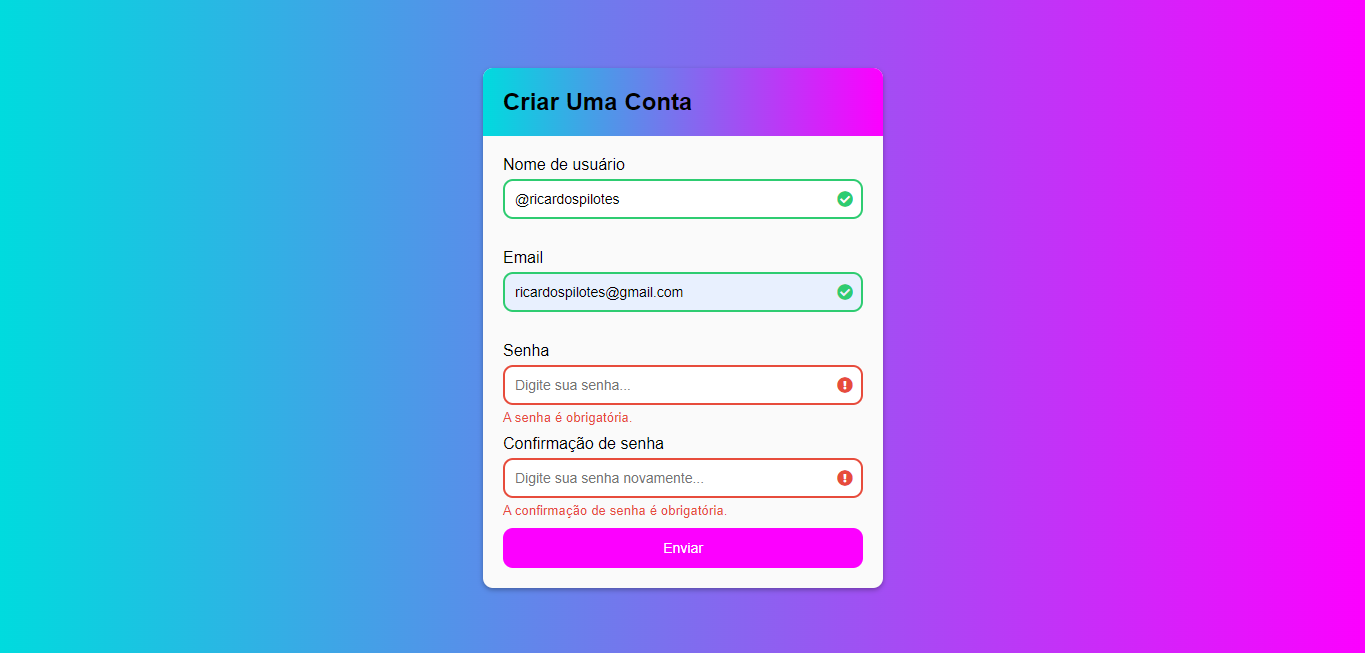 Criar Uma Conta
Nome de usuário
@ricardospilotes
Email
ricardospilotes@gmail.com
Senha
Digite sua senha...
A senha é obrigatória.
Confirmação de senha
Digite sua senha novamente...
A confirmação de senha é obrigatória.
Enviar